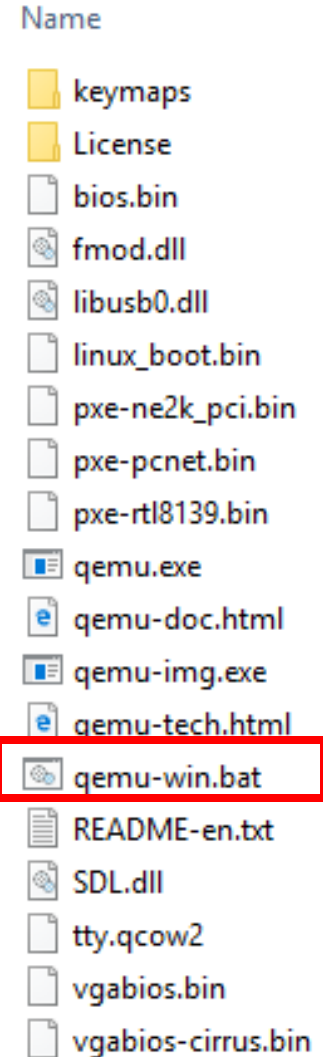 Name
keymaps
License
bios.bin
fmod.dll
libusb0.dll
linux_boot.bin
pxe-ne2k_pci.bin
pxe-pcnet.bin
pxe-rtl8139.bin
qemu.exe
qemu-doc.html
qemu-img.exe
qemu-tech.html
qemu-win.bat
README-en.txt
SDL.dll
tty.qcow2
vgabios.bin
vgabios-cirrus.bin